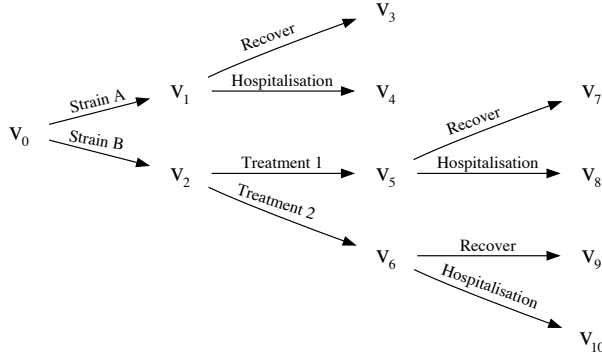 Recover
V3
Strain A
V1
Hospitalisation
V4
V0
Strain B
V2
Treatment 1
V5
Recover
V7
Hospitalisation
V8
Treatment 2
V6
Recover
V9
Hospitalisation
V10